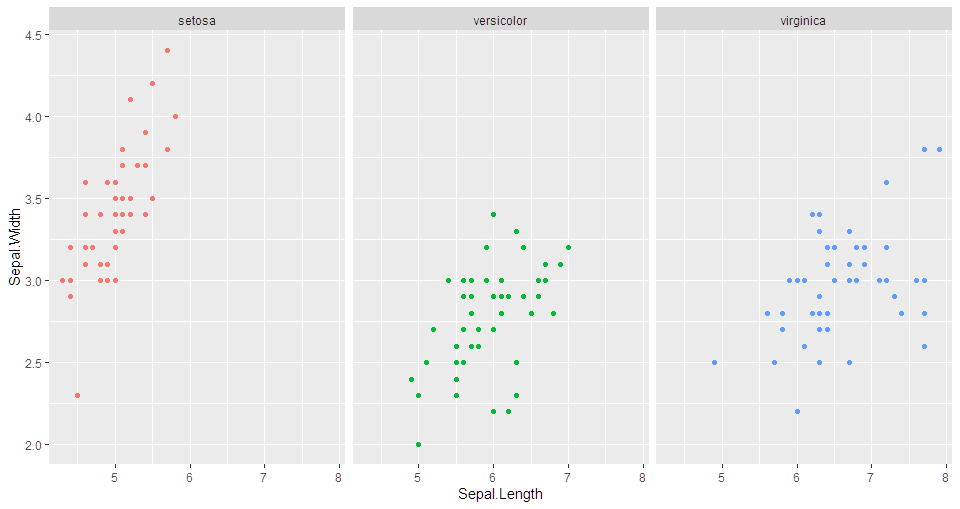 setosa
versicolor
virginica
Sepal.Width
4.5
4.0
3.5
3.0
2.5
2.0
5 6 7 8
5 6 7 8
5 6 7 8
Sepal.Length